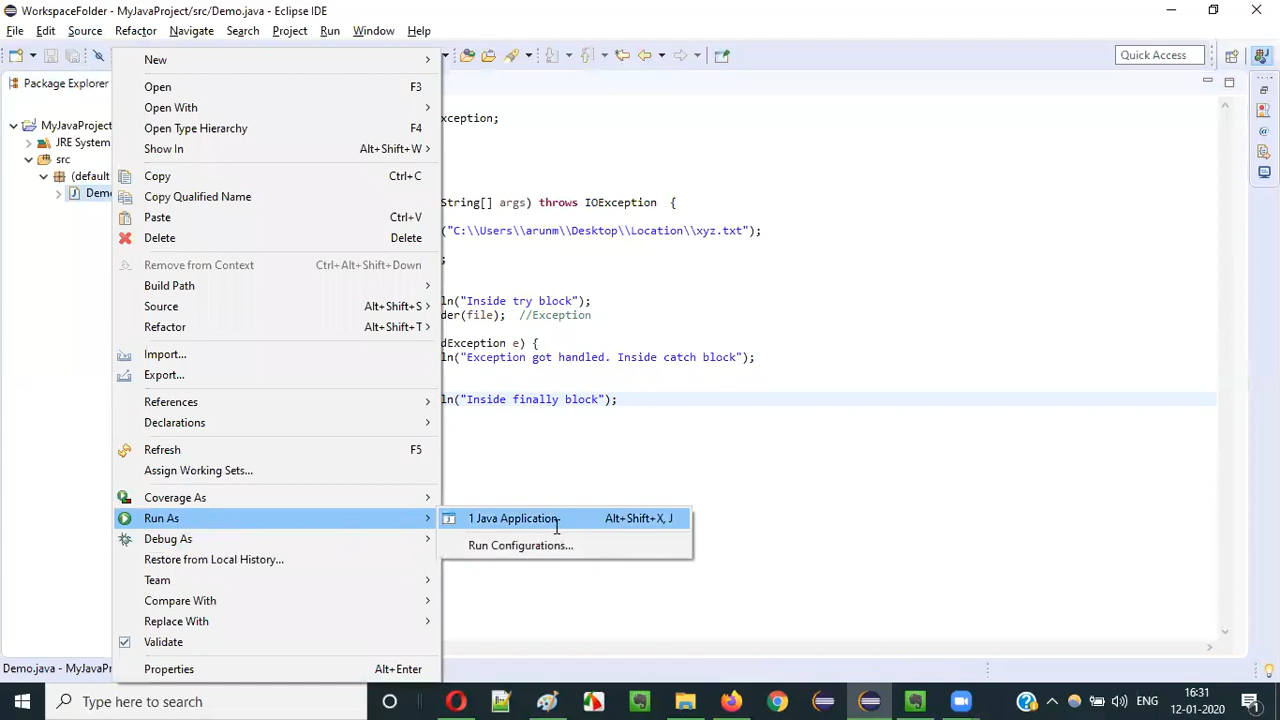 WorkspaceFolder - MyJavaProject/src/Demo.java - Eclipse IDE
File Edit Source Refactor Navigate Search Project Run Window Help
Quick Access
Package Explorer
MyJavaProject
JRE System
src
(default
Demo
New
Open F3
Open With
Open Type Hierarchy F4
Show In Alt+Shift+W
Copy Ctrl+C
Copy Qualified Name
Paste Ctrl+V
Delete Delete
Remove from Context Ctrl+Alt+Shift+Down
Build Path
Source Alt+Shift+S
Refactor Alt+Shift+T
Import...
Export...
References
Declarations
Refresh F5
Assign Working Sets...
Coverage As
Run As
Debug As
Restore from Local History...
Team
Compare With
Replace With
Validate
Properties Alt+Enter
1 Java Application Alt+Shift+X, J
Run Configurations...
xception;
String[] args) throws IOException {
("C:\\Users\\arunm\\Desktop\\Location\\xyz.txt");
;
ln("Inside try block");
der(file); //Exception
dException e) {
ln("Exception got handled. Inside catch block");
ln("Inside finally block");
Demo.java - MyJavaPr
Type here to search
ENG
16:31
12-01-2020
1